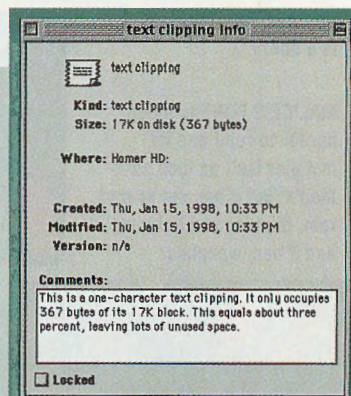 text clipping info
text clipping
Kind: text clipping
Size: 17K on disk (367 bytes)
Where: Homer HD:
Created: Thu, Jan 15, 1998, 10:33 PM
Modified: Thu, Jan 15, 1998, 10:33 PM
Version: n/a
Comments:
This is a one-character text clipping. It only occupies
367 bytes of its 17K block. This equals about three
percent, leaving lots of unused space.
Locked